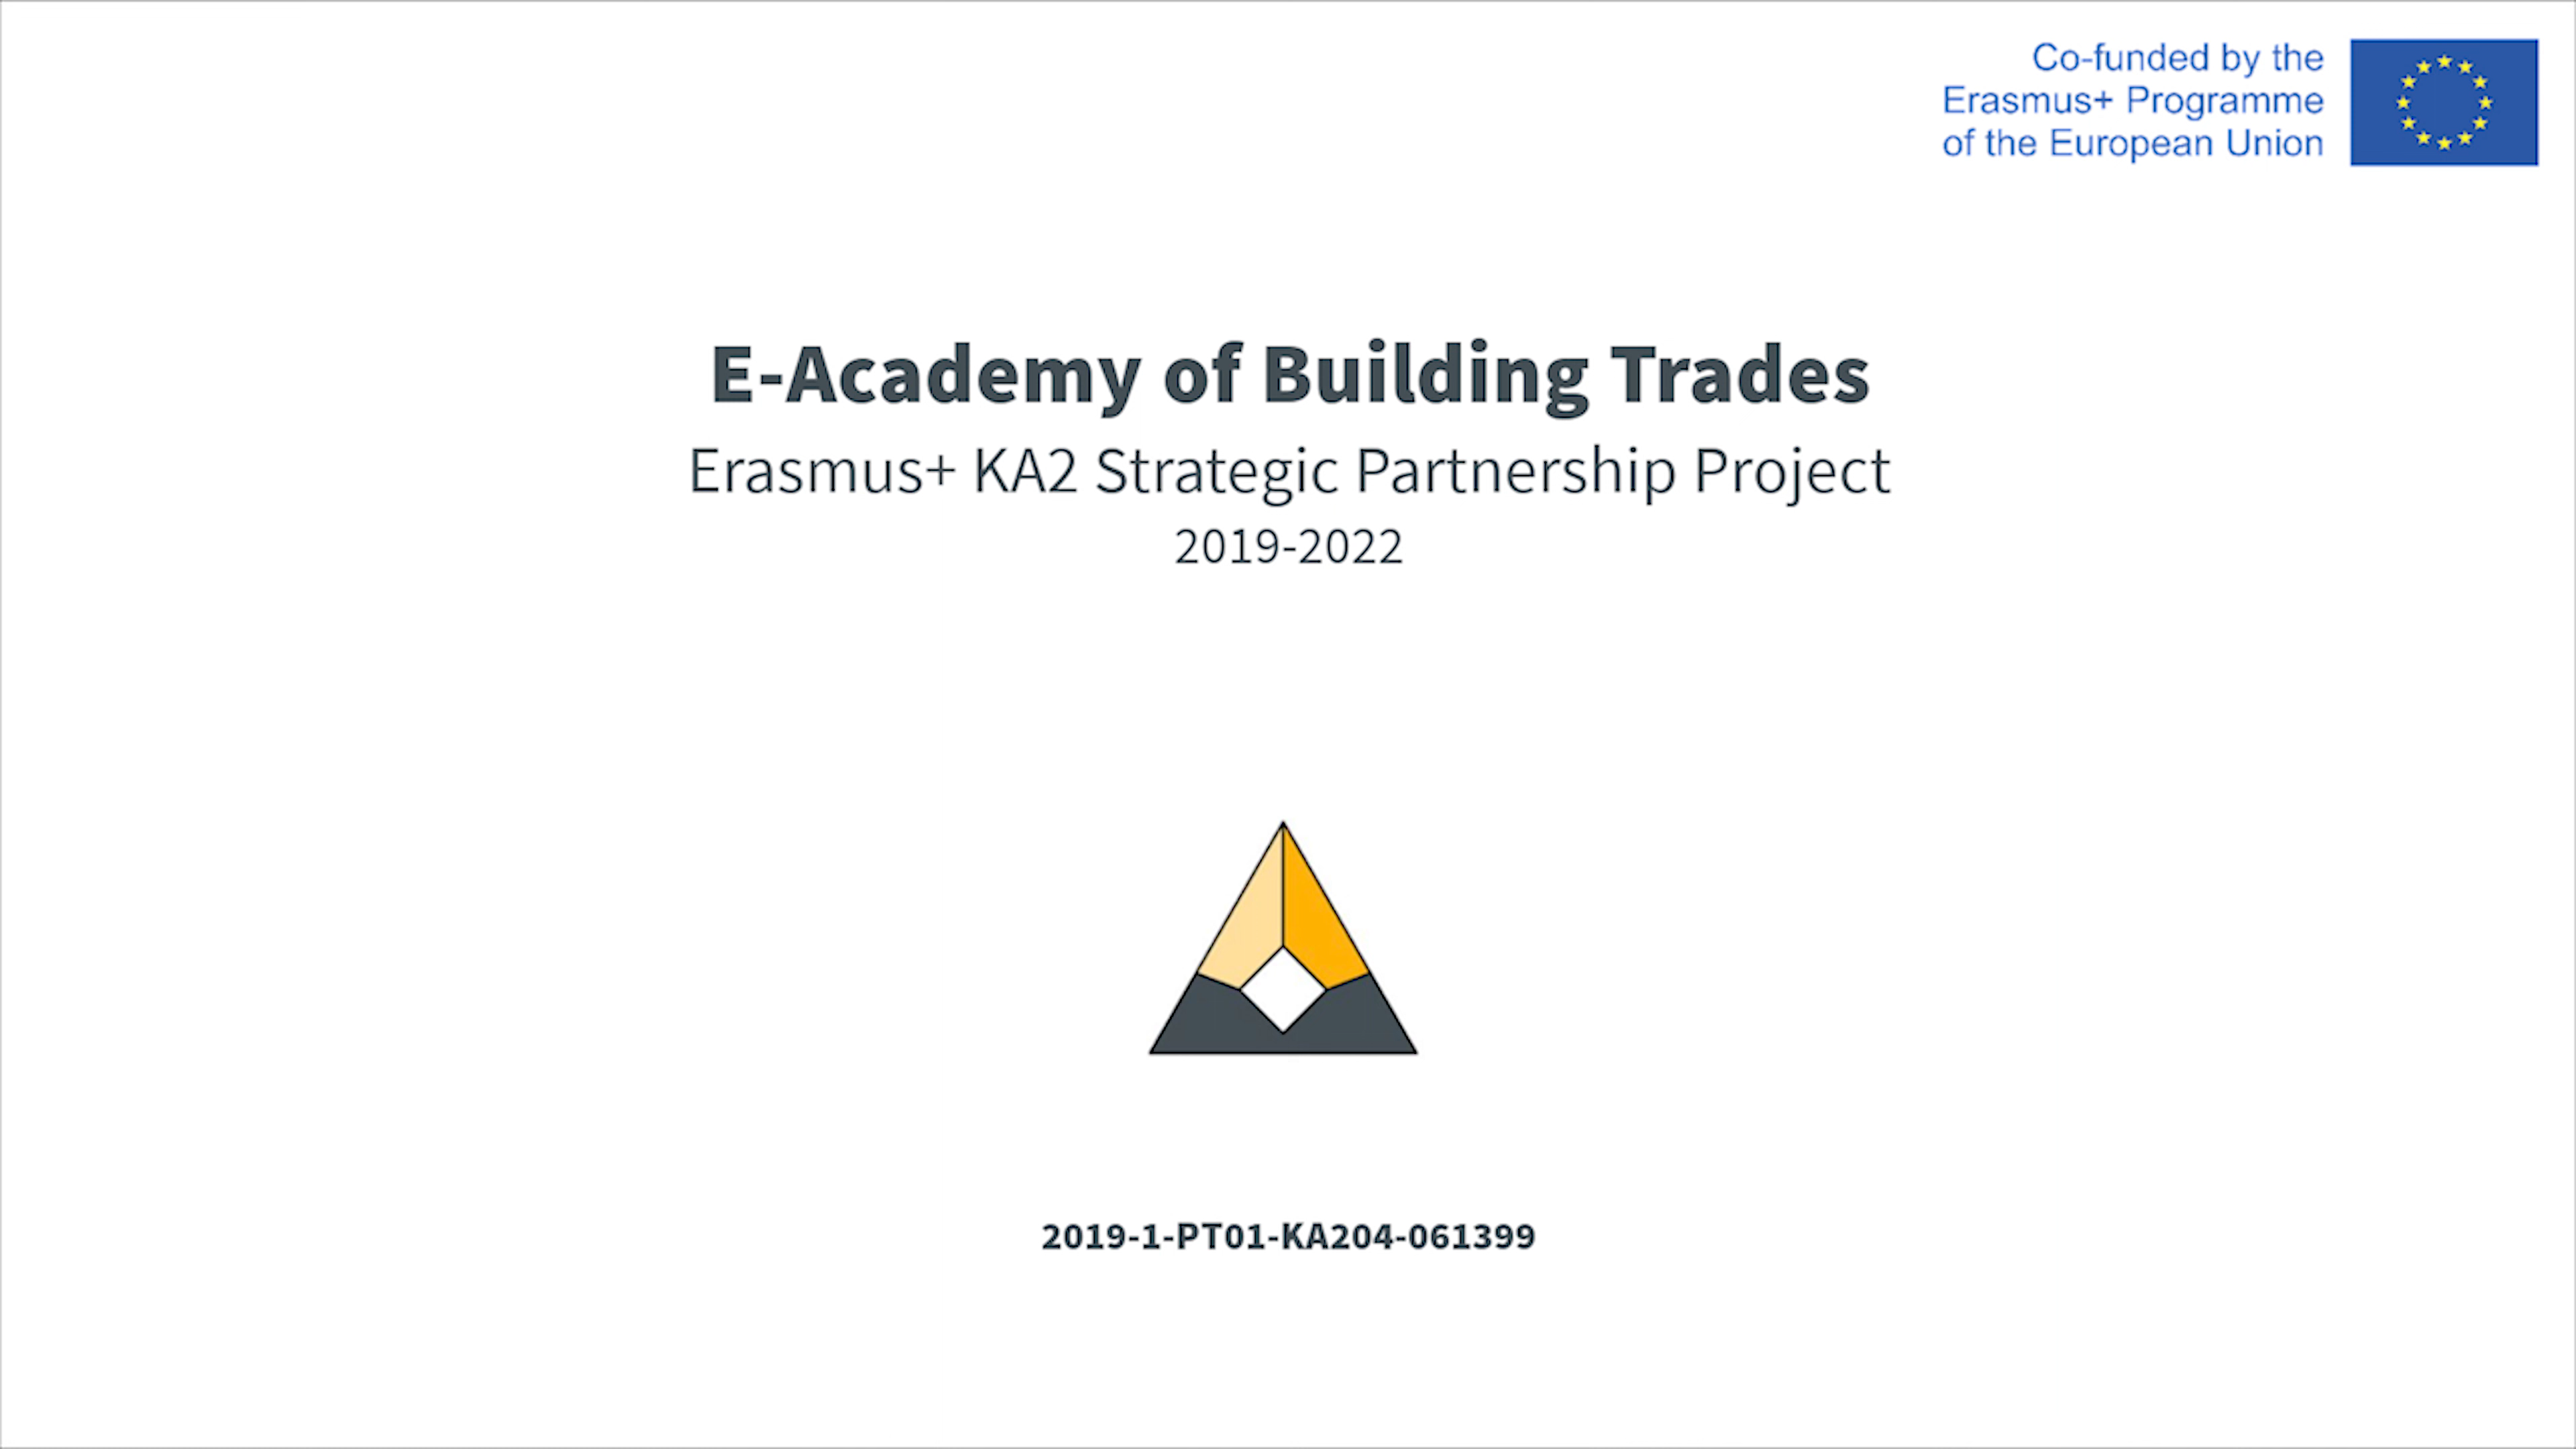 Co-funded by the
Erasmus+ Programme
of the European Union
E-Academy of Building Trades
Erasmus+ KA2 Strategic Partnership Project
2019-2022
2019-1-PT01-KA204-061399